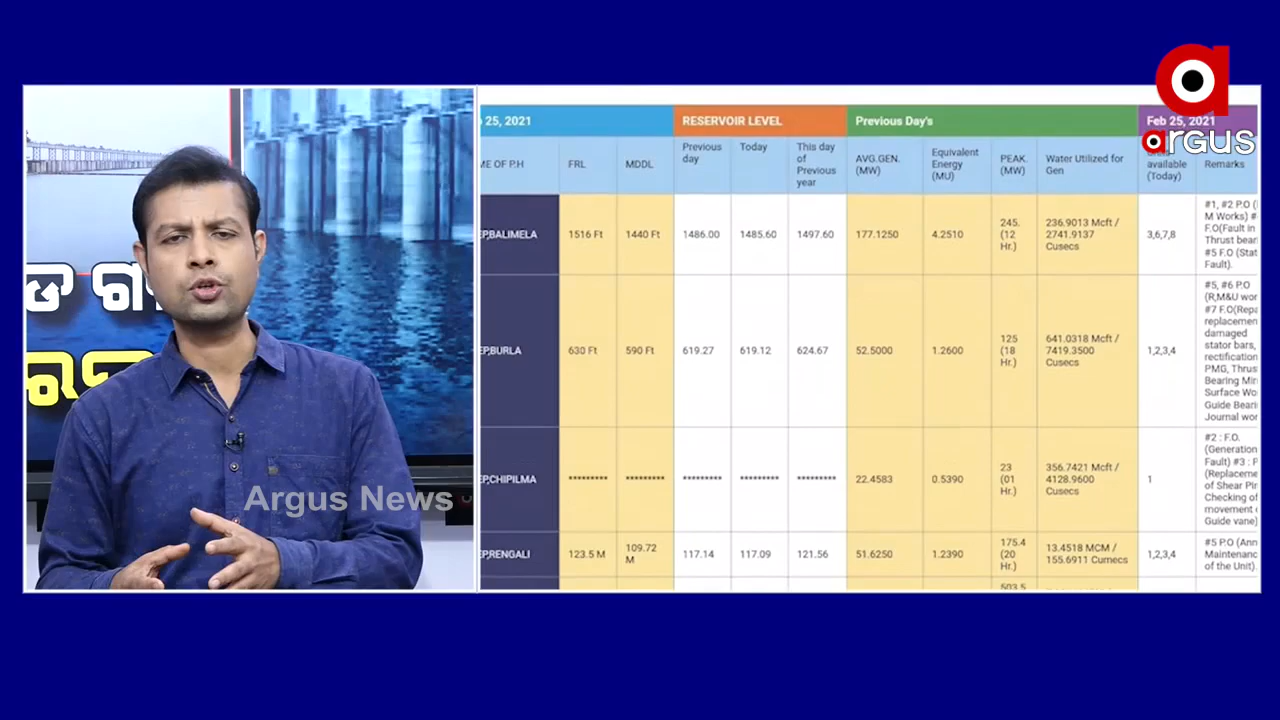 argus
ଡ ଗ
ଭର
Argus News
25, 2021 RESERVOIR LEVEL Previous Day's Feb 25, 2021
ME OF P.H FRL MDDL Previous day Today This day of Previous year AVG.GEN. (MW) Equivalent Energy (MU) PEAK. (MW) Water Utilized for Gen available (Today) Remarks
EP,BALIMELA 1516 Ft 1440 Ft 1486.00 1485.60 1497.60 177.1250 4.2510 245. (12 Hr.) 236.9013 Mcft / 2741.9137 Cusecs 3,6,7,8 #1, #2 P.O ( M Works) # F.O(Fault in Thrust bear #5 F.O (Stat Fault).
EP,BURLA 630 Ft 590 Ft 619.27 619.12 624.67 52.5000 1.2600 125 (18 Hr.) 641.0318 Mcft / 7419.3500 Cusecs 1,2,3,4 #5, #6 P.O (R,M&U wor #7 F.O(Repa replacement damaged stator bars, rectification PMG, Thrus Bearing Mir Surface Wo Guide Beari Journal wor
EP,CHIPILMA ********* ********* ********* ********* ********* 22.4583 0.5390 23 (01 Hr.) 356.7421 Mcft / 4128.9600 Cusecs 1 #2 : F.O. (Generation Fault) #3 : P (Replaceme of Shear Pin Checking of movement o Guide vane)
EP,RENGALI 123.5 M 109.72 M 117.14 117.09 121.56 51.6250 1.2390 175.4 (20 Hr.) 13.4518 MCM / 155.6911 Cumecs 1,2,3,4 #5 P.O (Ann Maintenanc of the Unit).
503.5